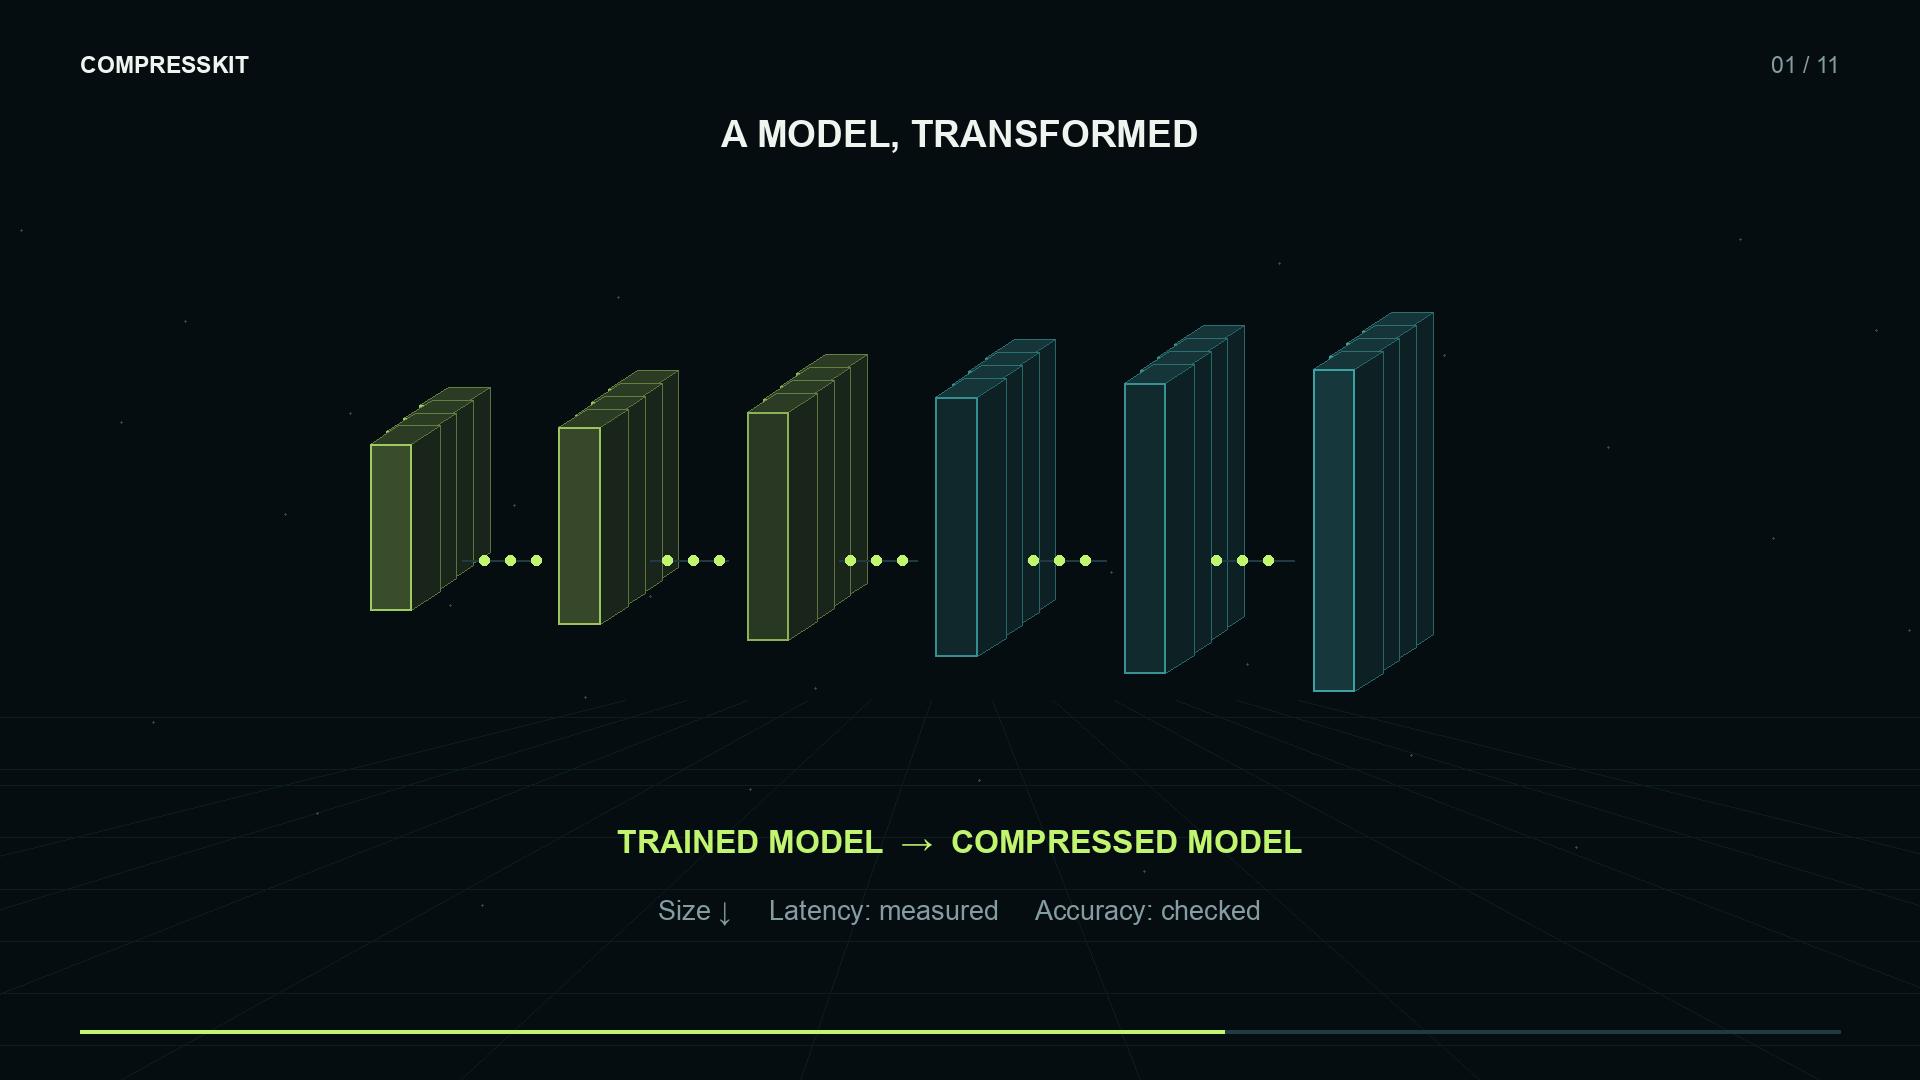 COMPRESSKIT
01 / 11
A MODEL, TRANSFORMED
TRAINED MODEL → COMPRESSED MODEL
Size ↓ Latency: measured Accuracy: checked